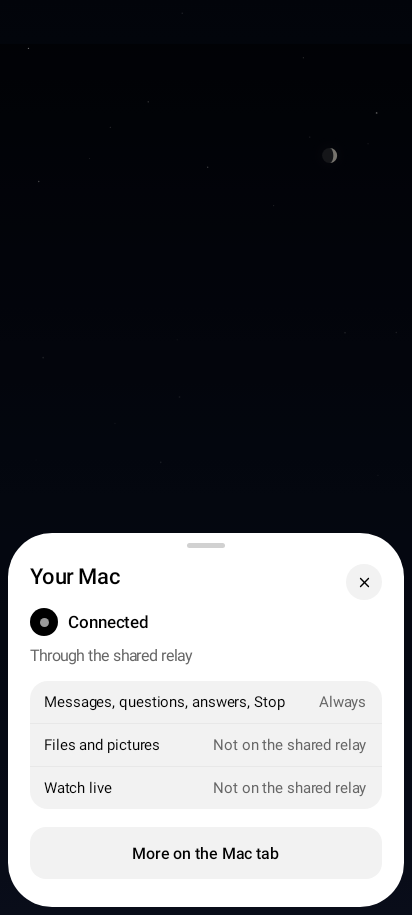 Your Mac
Connected
Through the shared relay
Messages, questions, answers, Stop Always
Files and pictures Not on the shared relay
Watch live Not on the shared relay
More on the Mac tab